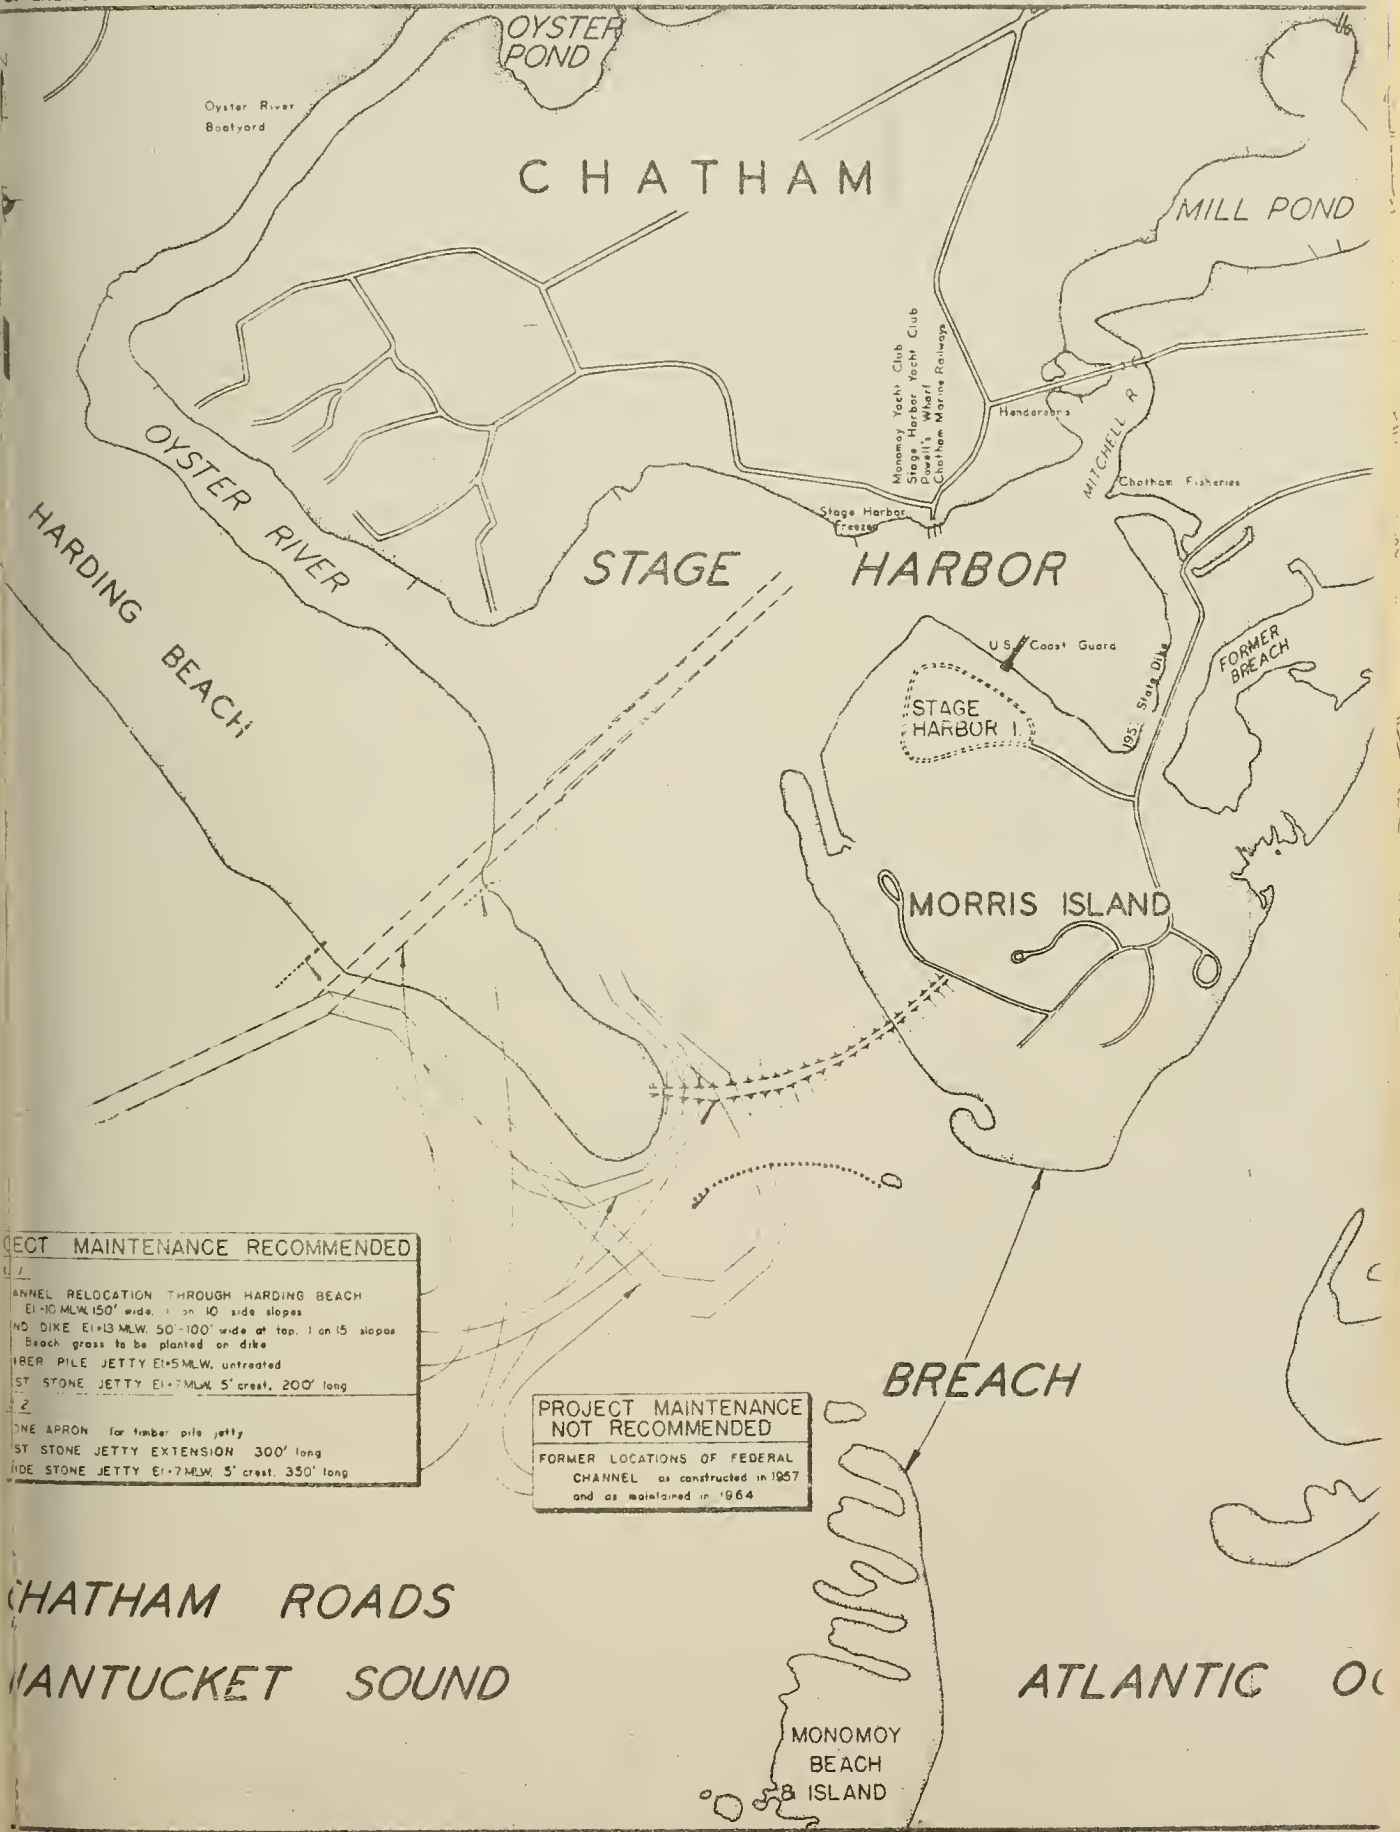 OYSTER
POND
Oyster River
Boatyard
CHATHAM
MILL POND
Monomoy Yacht Club
Stage Harbor Yacht Club
Powell's Wharf
Chatham Marine Railways
Henderson's
MITCHELL R
Chatham Fisheries
OYSTER RIVER
HARDING BEACH
Stage Harbor
Freezer
STAGE HARBOR
U.S. Coast Guard
State Dike
FORMER
BREACH
STAGE
HARBOR I.
MORRIS ISLAND
ECT MAINTENANCE RECOMMENDED
1
ANNEL RELOCATION THROUGH HARDING BEACH
El-10 MLW, 150' wide, 1 on 10 side slopes
ND DIKE El+13 MLW, 50'-100' wide at top, 1 on 15 slopes
Beach grass to be planted on dike
BER PILE JETTY El+5 MLW, untreated
ST STONE JETTY El+7 MLW, 5' crest, 200' long
2
ONE APRON for timber pile jetty
ST STONE JETTY EXTENSION 300' long
IDE STONE JETTY El+7 MLW, 5' crest, 350' long
BREACH
PROJECT MAINTENANCE
NOT RECOMMENDED
FORMER LOCATIONS OF FEDERAL
CHANNEL as constructed in 1957
and as maintained in 1964
CHATHAM ROADS
NANTUCKET SOUND
ATLANTIC OC
MONOMOY
BEACH
& ISLAND